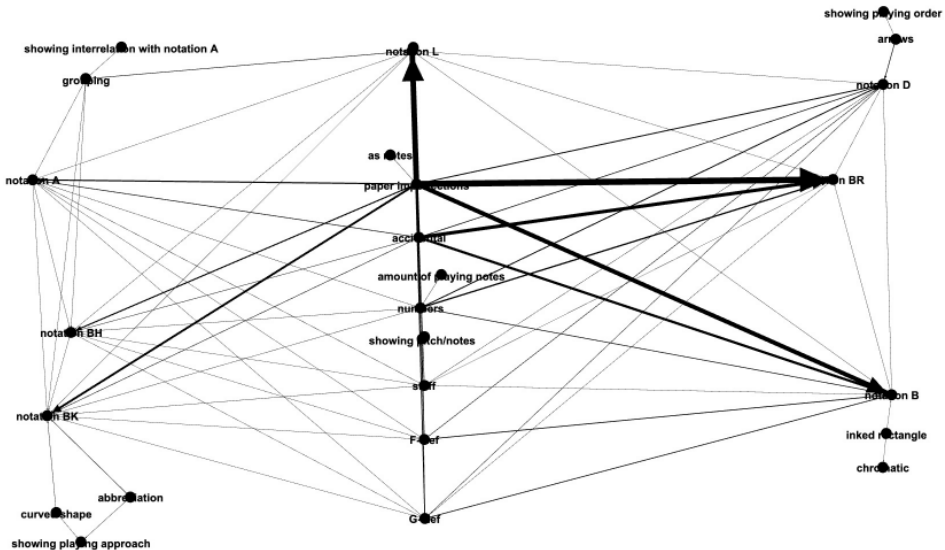 showing playing order
arrows
showing interrelation with notation A
notation L
grouping
notation D
as notes
notation A
paper imperfections
notation BR
accidental
amount of playing notes
numbers
notation BH
showing pitch/notes
staff
notation B
notation BK
inked rectangle
F-clef
chromatic
abbreviation
curved shape
G-clef
showing playing approach